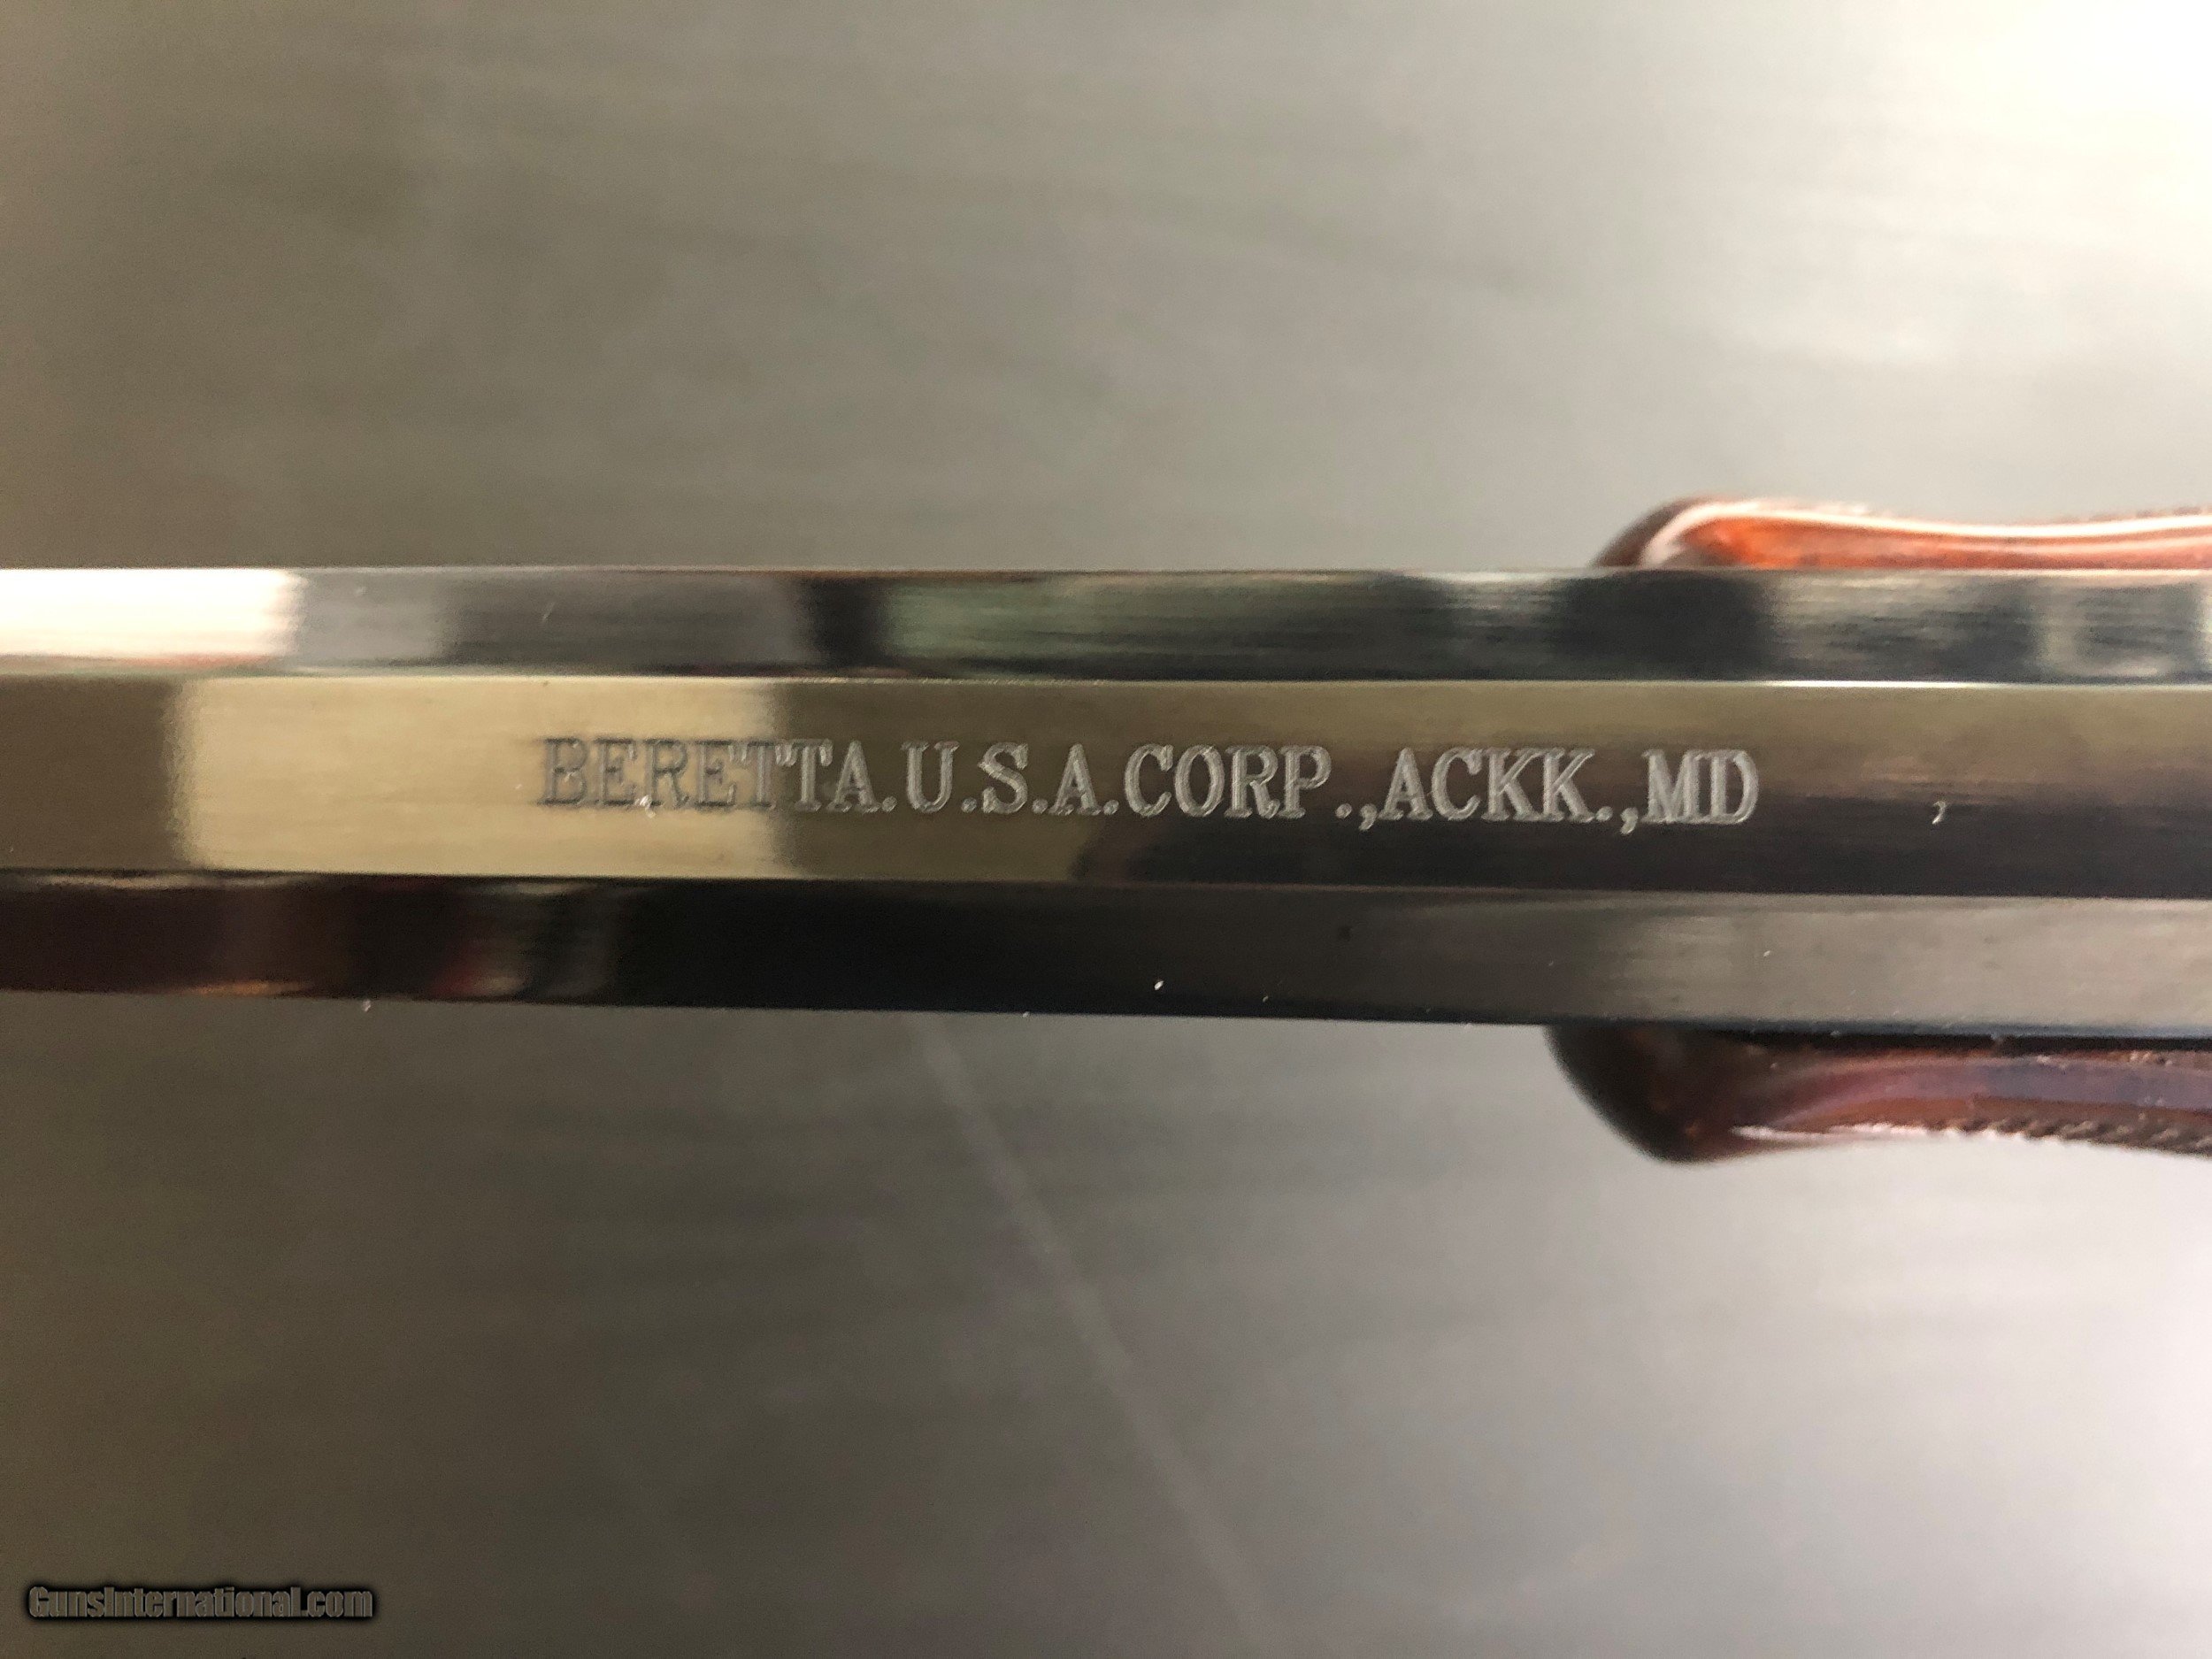 BERETTA.U.S.A.CORP.,ACKK.,MD
GunsInternational.com